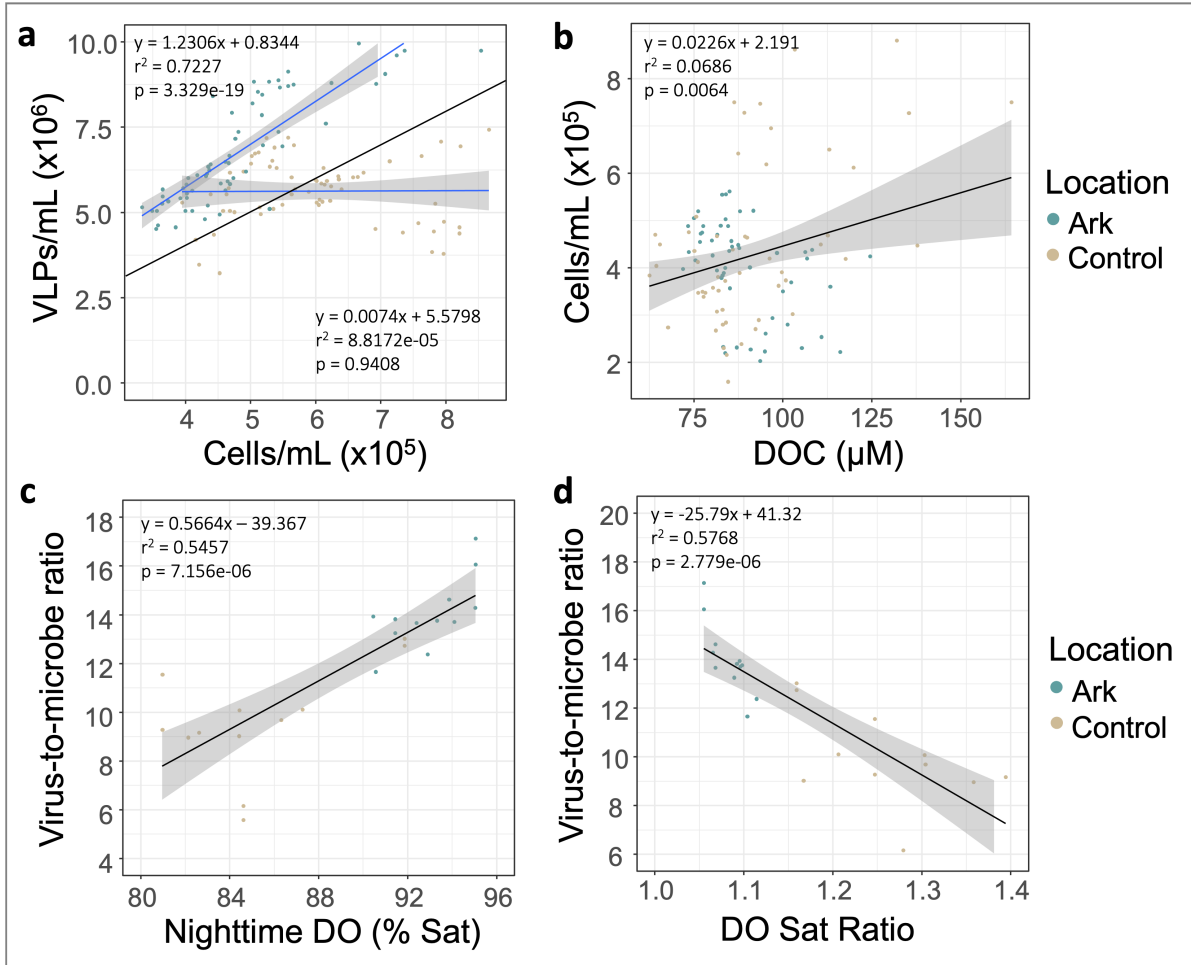 a
y = 1.2306x + 0.8344
r² = 0.7227
p = 3.329e-19
y = 0.0074x + 5.5798
r² = 8.8172e-05
p = 0.9408
VLPs/mL (x10⁶)
10.0
7.5
5.0
2.5
0.0
4 5 6 7 8
Cells/mL (x10⁵)
b
y = 0.0226x + 2.191
r² = 0.0686
p = 0.0064
Cells/mL (x10⁵)
8
6
4
2
75 100 125 150
DOC (µM)
Location
Ark
Control
c
y = 0.5664x – 39.367
r² = 0.5457
p = 7.156e-06
Virus-to-microbe ratio
18
16
14
12
10
8
6
4
80 84 88 92 96
Nighttime DO (% Sat)
d
y = -25.79x + 41.32
r² = 0.5768
p = 2.779e-06
Virus-to-microbe ratio
20
18
16
14
12
10
8
6
1.0 1.1 1.2 1.3 1.4
DO Sat Ratio
Location
Ark
Control